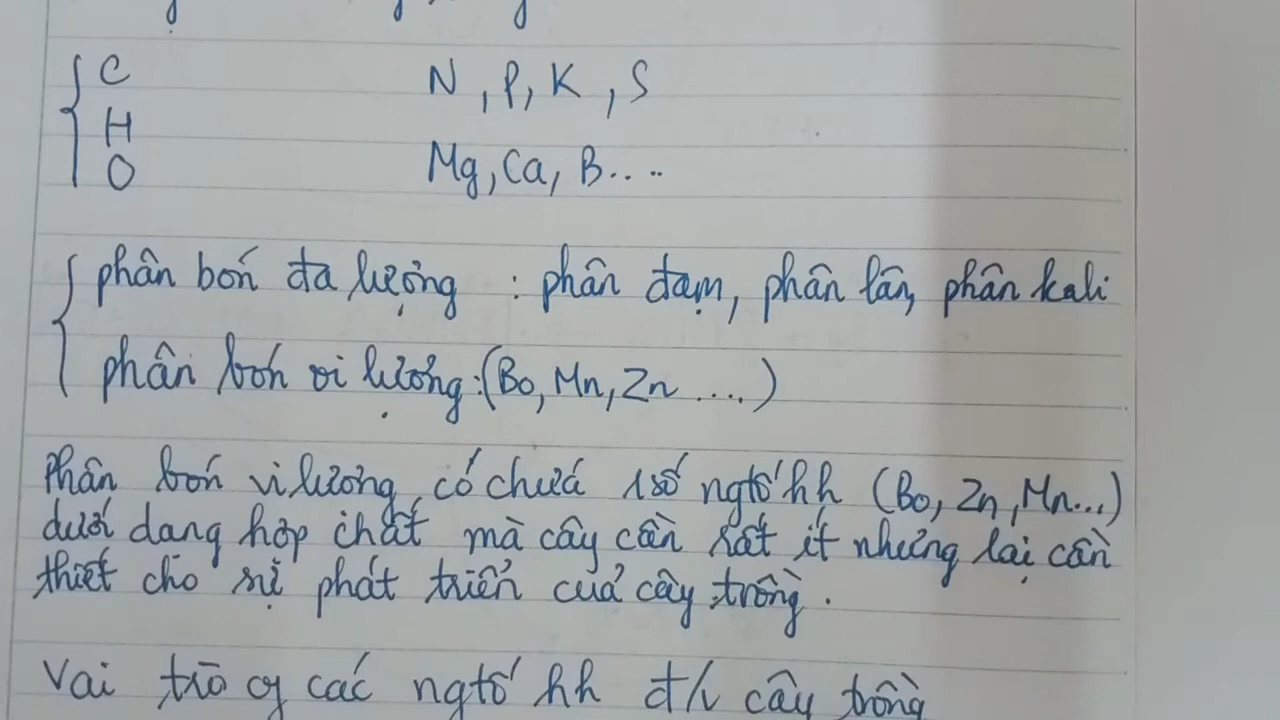 C N, P, K, S
H
O Mg, Ca, B....
phân bón đa lượng : phân đạm, phân lân, phân kali
phân bón vi lượng: (Bo, Mn, Zn ....)
Phân bón vi lượng có chứa 1 số ngtố hh (Bo, Zn, Mn...)
dưới dạng hợp chất mà cây cần rất ít nhưng lại cần
thiết cho sự phát triển của cây trồng.
Vai trò of các ngtố hh đ/v cây trồng